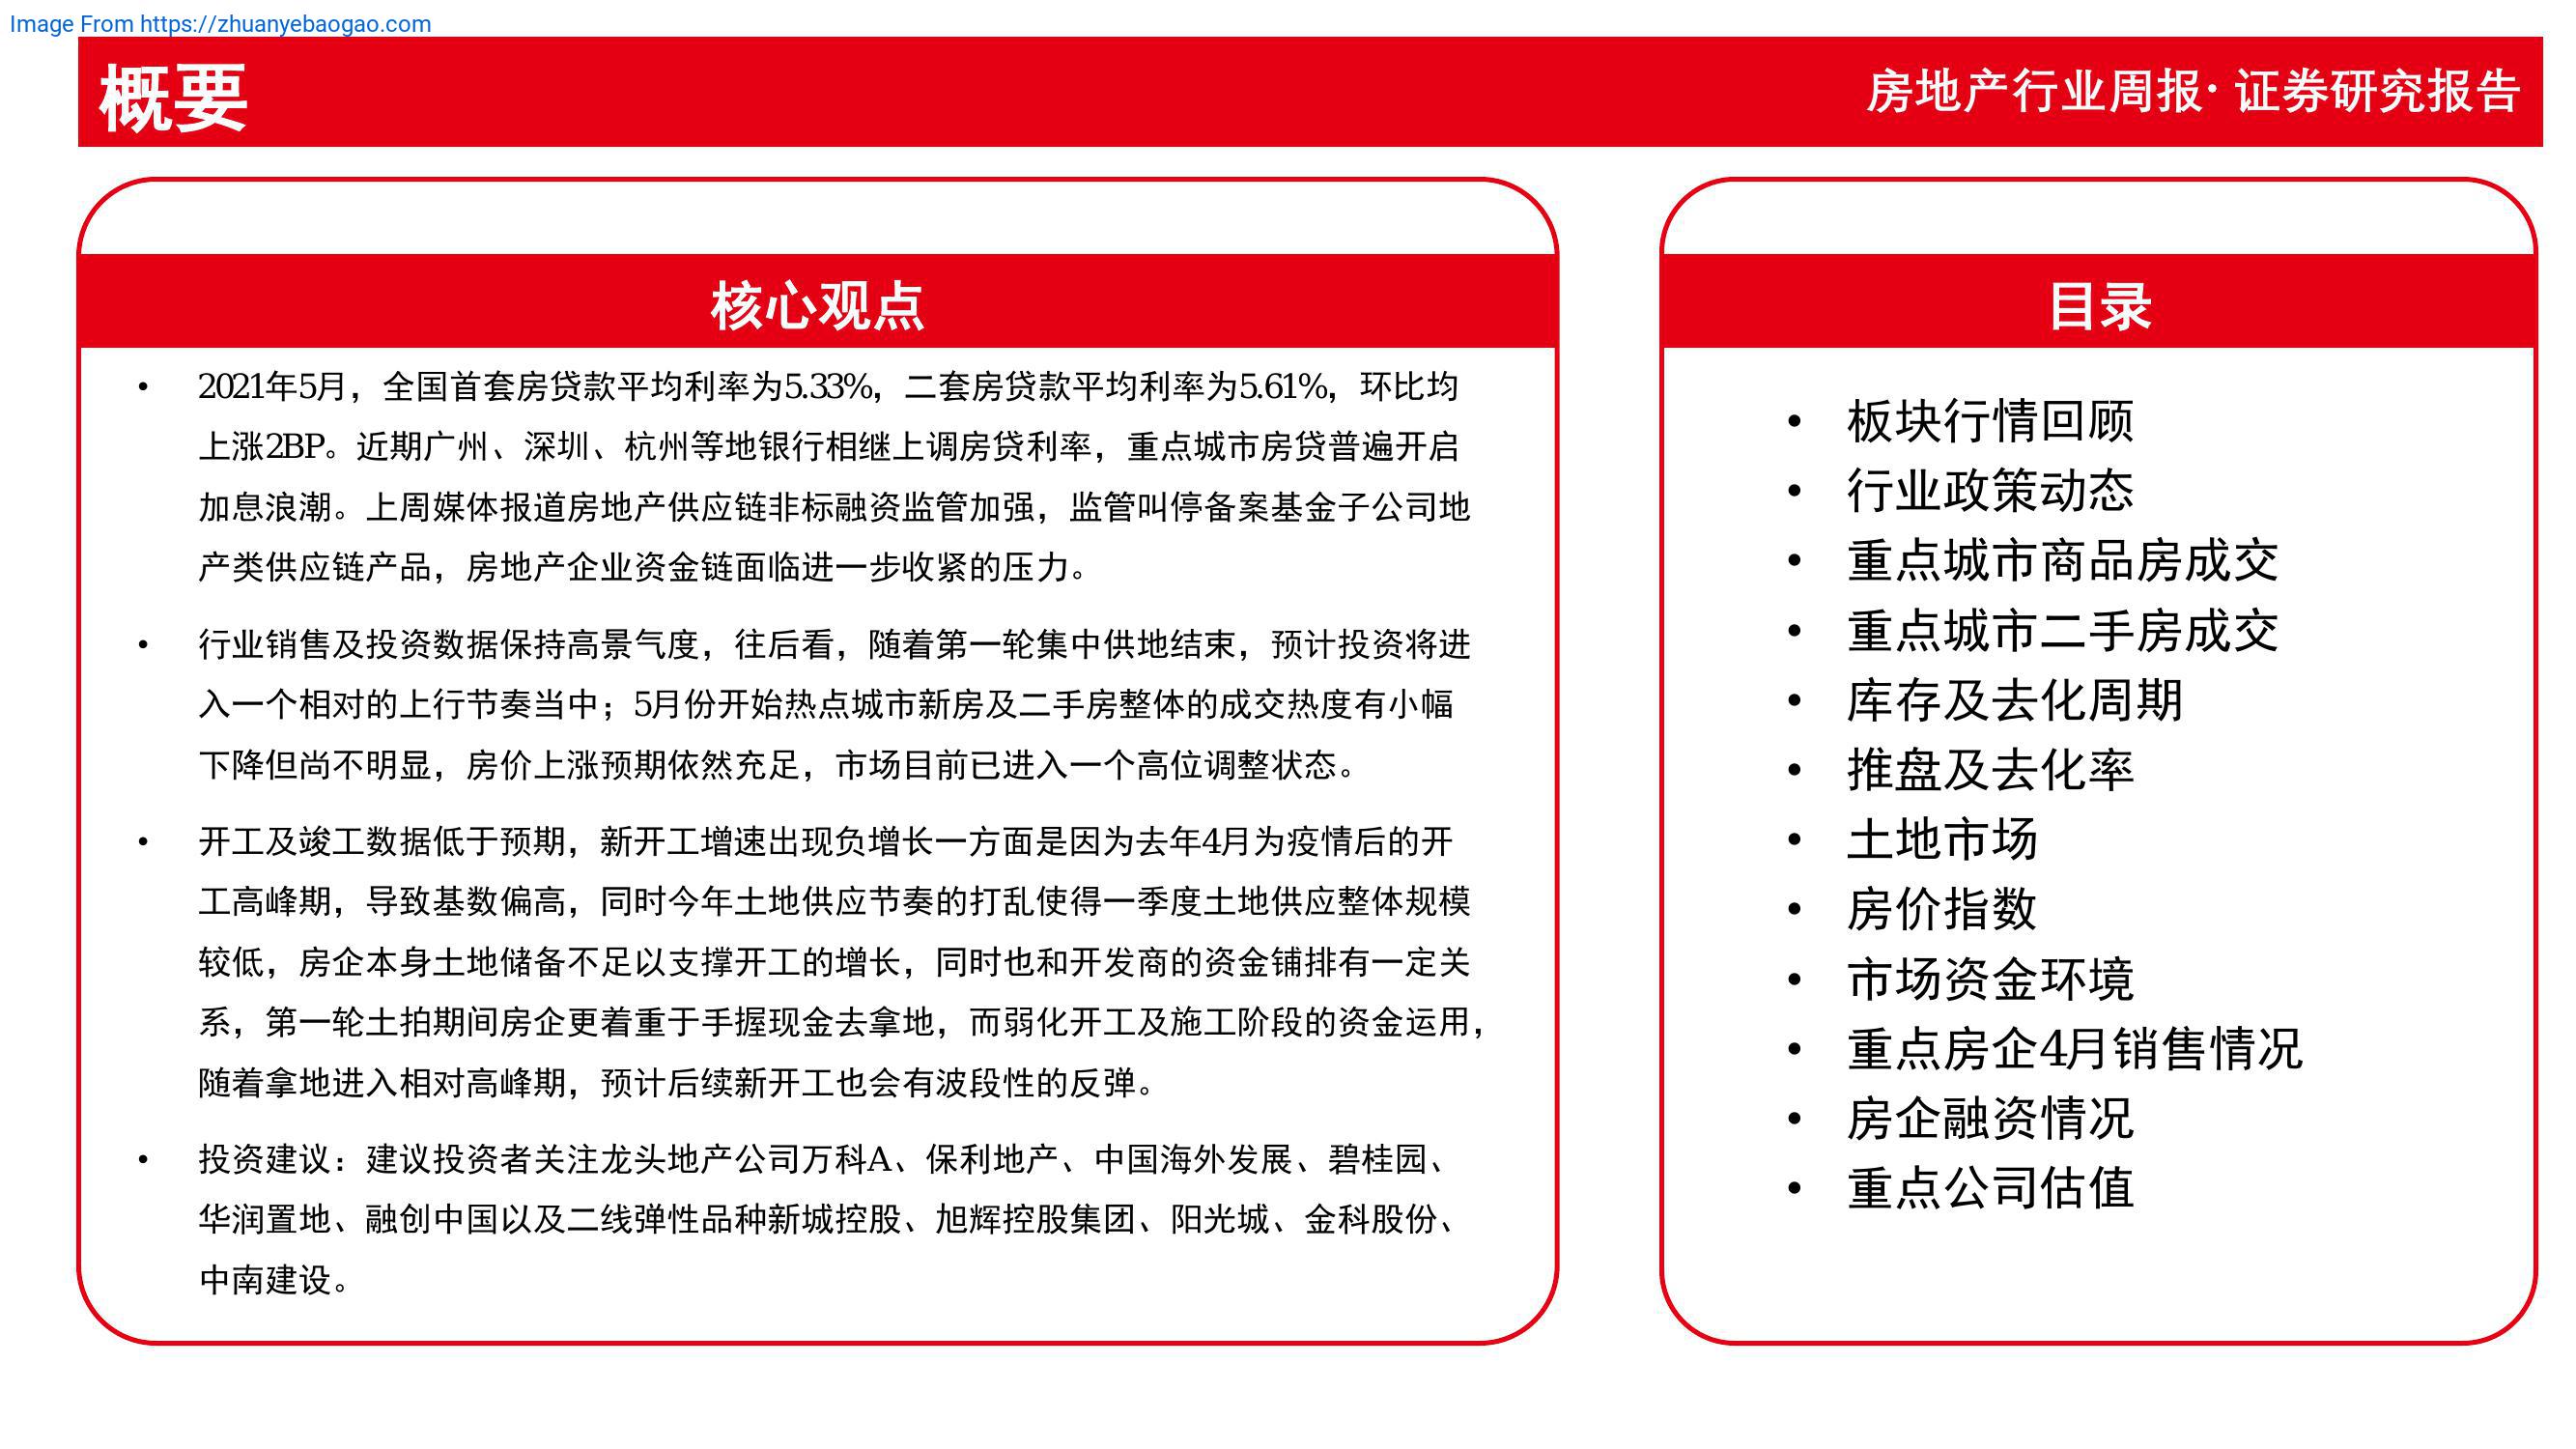 Image From https://zhuanyebaogao.com
概要
房地产行业周报· 证券研究报告
核心观点
• 2021年5月，全国首套房贷款平均利率为5.33%，二套房贷款平均利率为5.61%，环比均
上涨2BP。近期广州、深圳、杭州等地银行相继上调房贷利率，重点城市房贷普遍开启
加息浪潮。上周媒体报道房地产供应链非标融资监管加强，监管叫停备案基金子公司地
产类供应链产品，房地产企业资金链面临进一步收紧的压力。
• 行业销售及投资数据保持高景气度，往后看，随着第一轮集中供地结束，预计投资将进
入一个相对的上行节奏当中；5月份开始热点城市新房及二手房整体的成交热度有小幅
下降但尚不明显，房价上涨预期依然充足，市场目前已进入一个高位调整状态。
• 开工及竣工数据低于预期，新开工增速出现负增长一方面是因为去年4月为疫情后的开
工高峰期，导致基数偏高，同时今年土地供应节奏的打乱使得一季度土地供应整体规模
较低，房企本身土地储备不足以支撑开工的增长，同时也和开发商的资金铺排有一定关
系，第一轮土拍期间房企更着重于手握现金去拿地，而弱化开工及施工阶段的资金运用，
随着拿地进入相对高峰期，预计后续新开工也会有波段性的反弹。
• 投资建议：建议投资者关注龙头地产公司万科A、保利地产、中国海外发展、碧桂园、
华润置地、融创中国以及二线弹性品种新城控股、旭辉控股集团、阳光城、金科股份、
中南建设。
目录
• 板块行情回顾
• 行业政策动态
• 重点城市商品房成交
• 重点城市二手房成交
• 库存及去化周期
• 推盘及去化率
• 土地市场
• 房价指数
• 市场资金环境
• 重点房企4月销售情况
• 房企融资情况
• 重点公司估值